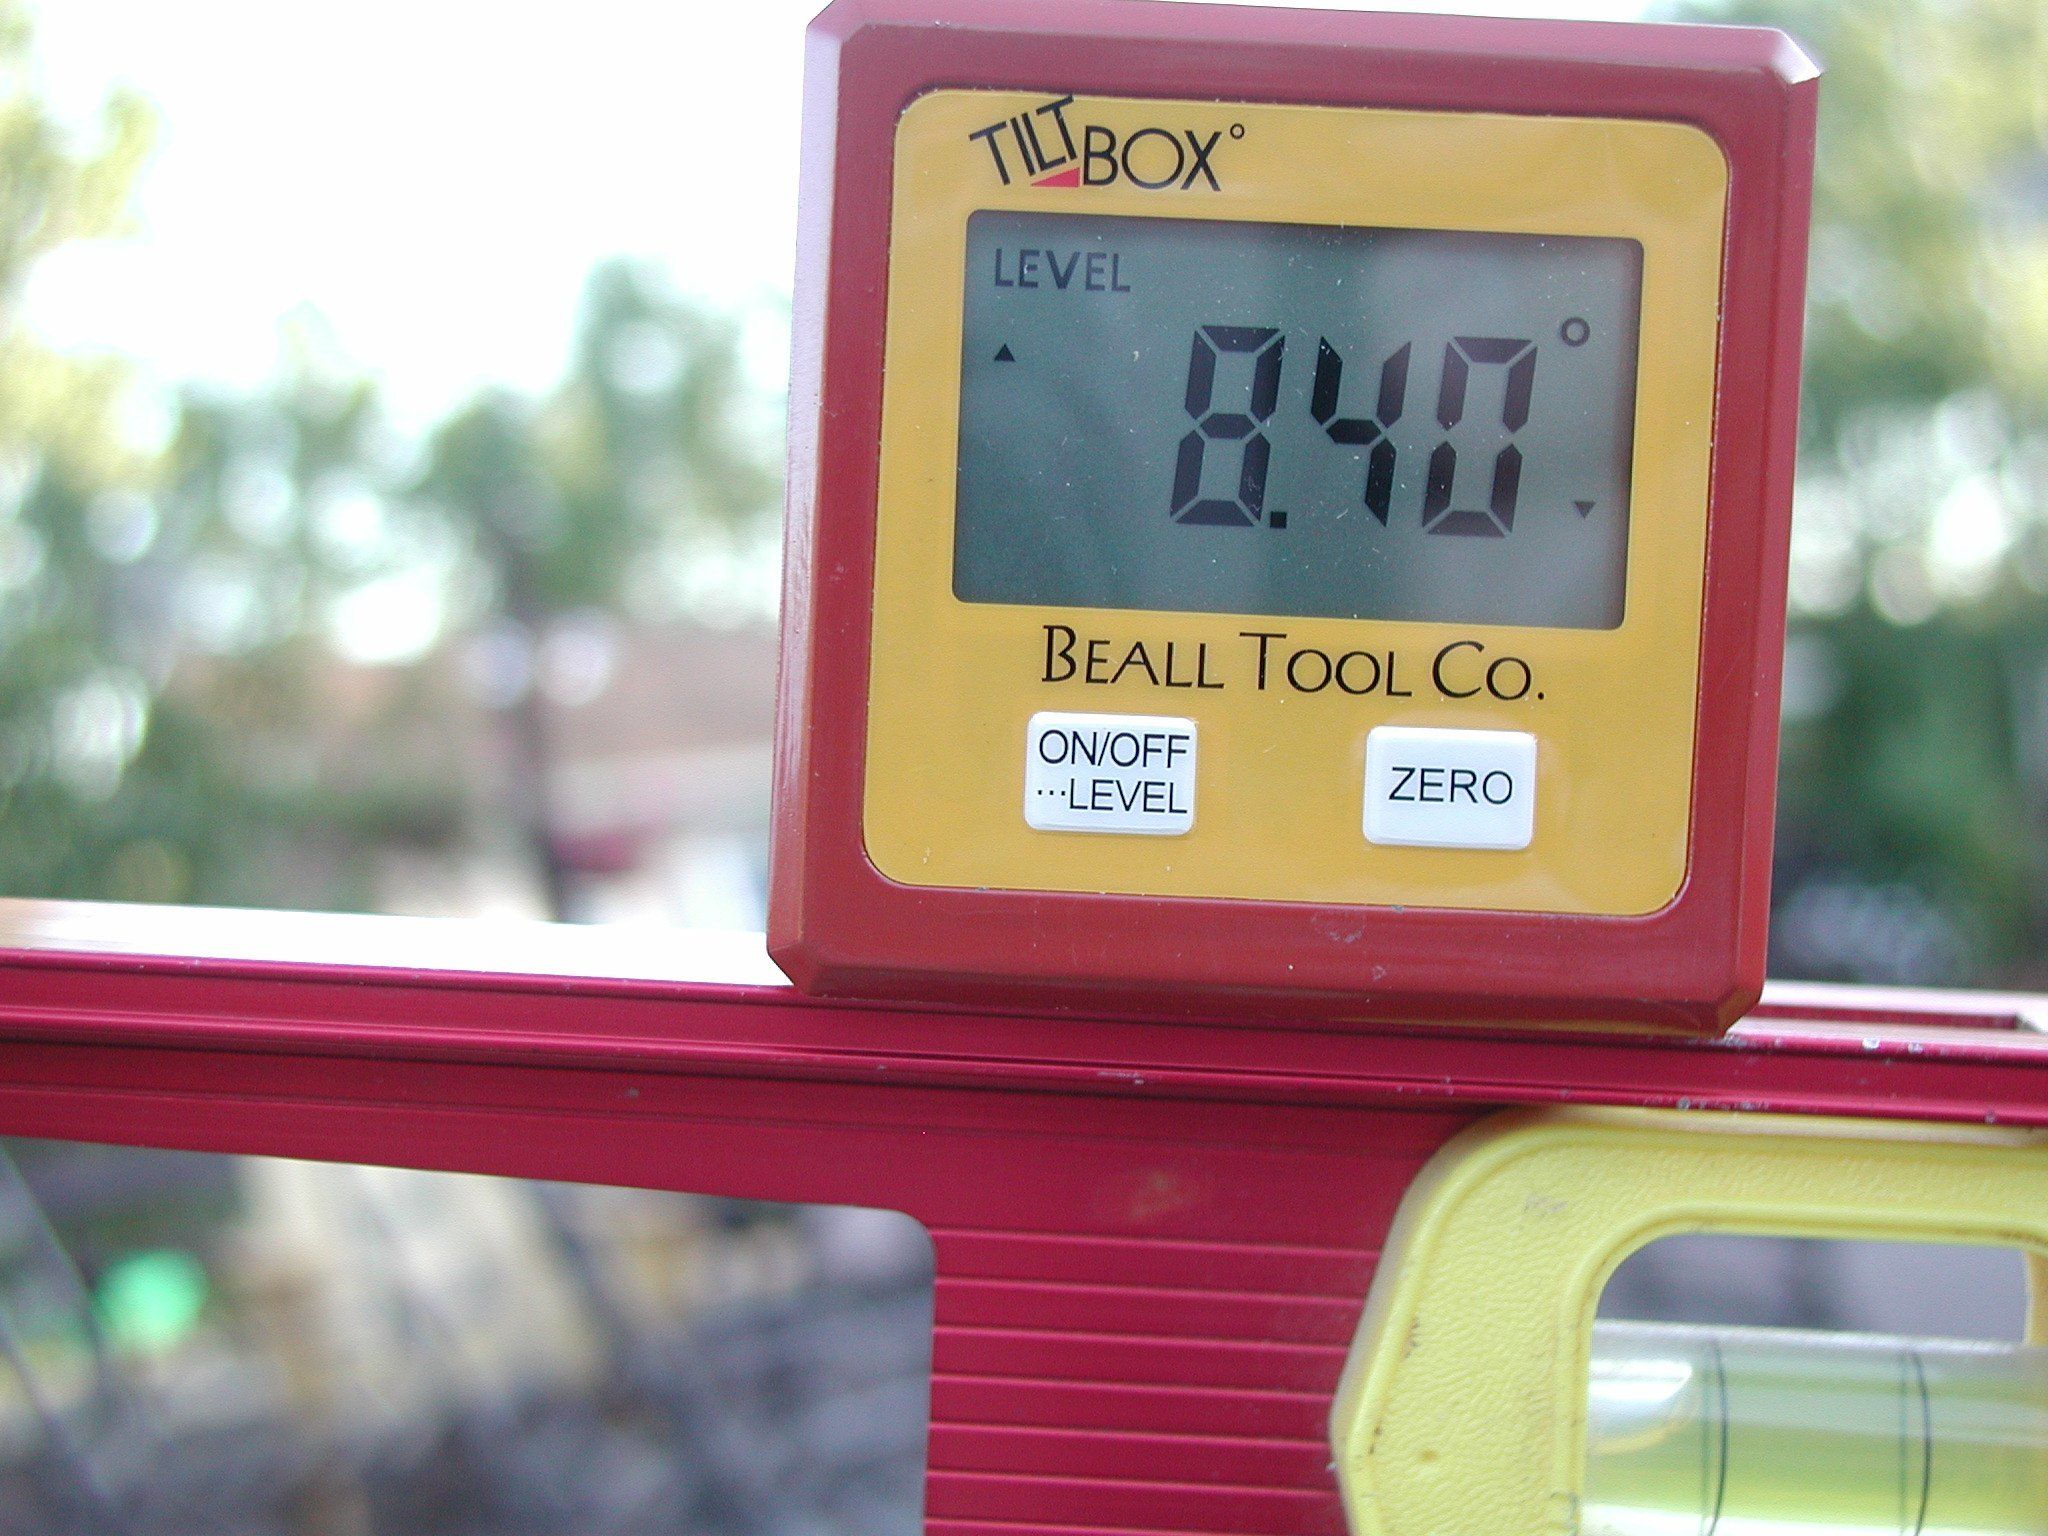 TILTBOX°
LEVEL
8.40°
BEALL TOOL CO.
ON/OFF
...LEVEL
ZERO